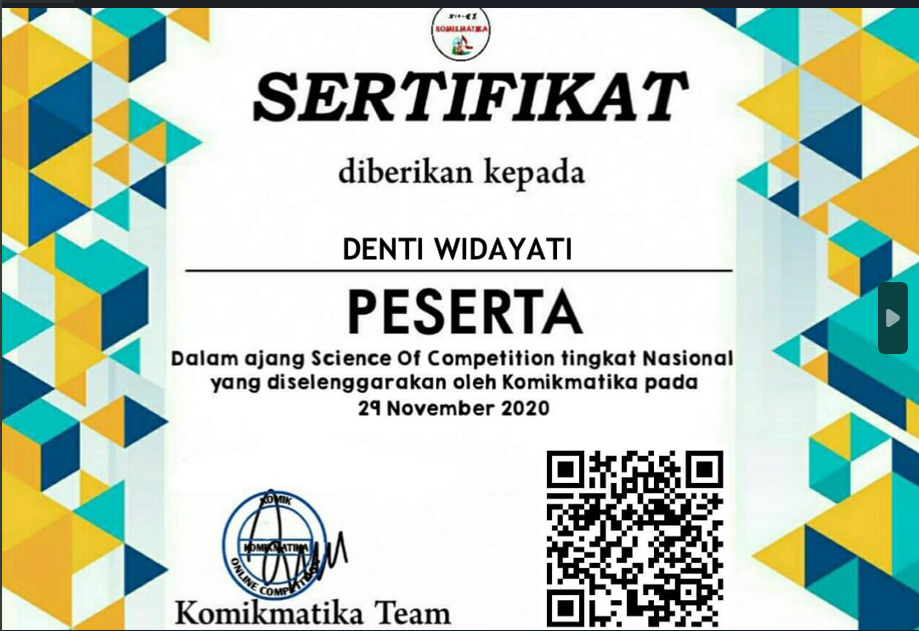 KOMIKMATIKA
SERTIFIKAT
diberikan kepada
DENTI WIDAYATI
PESERTA
Dalam ajang Science Of Competition tingkat Nasional
yang diselenggarakan oleh Komikmatika pada
29 November 2020
KOMIK
KOMIKMATIKA
ONLINE COMPETITION
Komikmatika Team